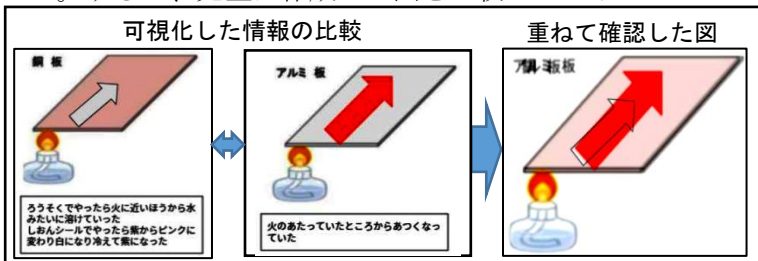 可視化した情報の比較
重ねて確認した図
銅 板
ろうそくでやったら火に近いほうから水
みたいに溶けていった
しおんシールでやったら紫からピンクに
変わり白になり冷えて紫になった
アルミ 板
火のあたっていたところからあつくなっ
ていた